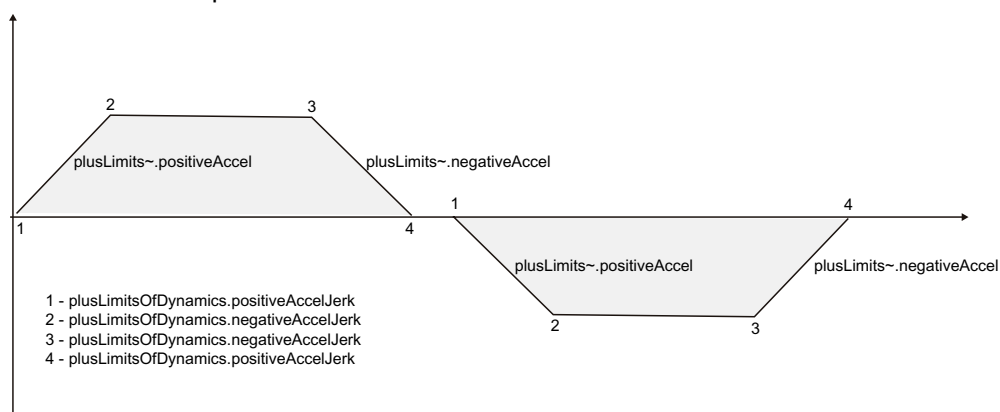 2
3
plusLimits~.positiveAccel
plusLimits~.negativeAccel
1
4
1
4
plusLimits~.positiveAccel
plusLimits~.negativeAccel
2
3
1 - plusLimitsOfDynamics.positiveAccelJerk
2 - plusLimitsOfDynamics.negativeAccelJerk
3 - plusLimitsOfDynamics.negativeAccelJerk
4 - plusLimitsOfDynamics.positiveAccelJerk